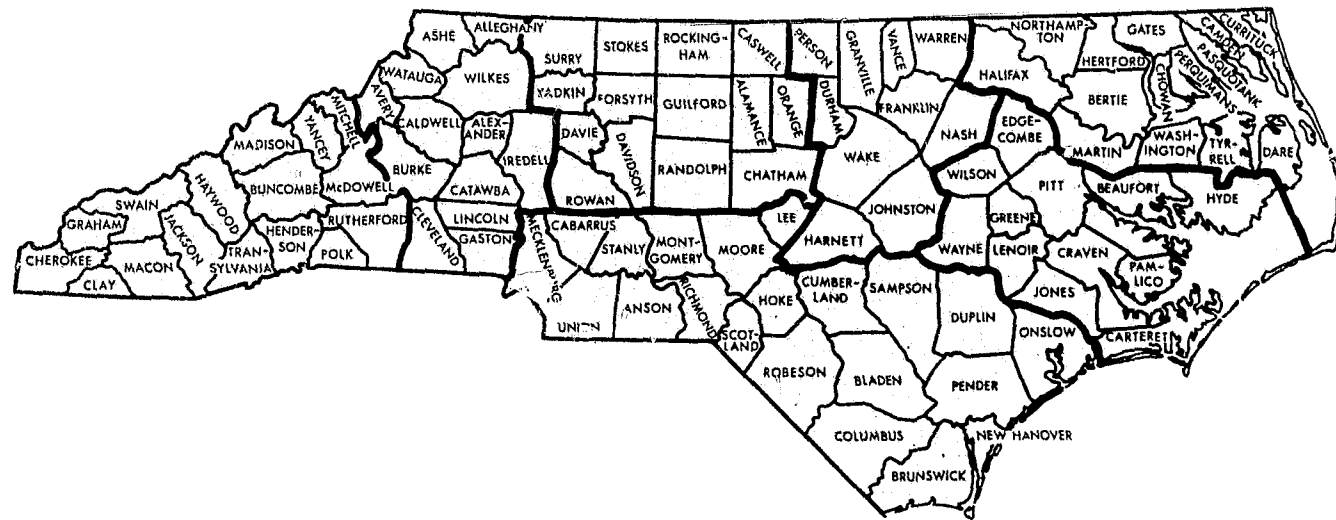 ASHE
ALLEGHANY
SURRY
STOKES
ROCKING-
HAM
CASWELL
PERSON
GRANVILLE
VANCE
WARREN
NORTHAMP-
TON
GATES
CURRITUCK
CAMDEN
PASQUOTANK
PERQUIMANS
HERTFORD
CHOWAN
HALIFAX
BERTIE
WATAUGA
WILKES
YADKIN
FORSYTH
GUILFORD
ALAMANCE
ORANGE
DURHAM
FRANKLIN
NASH
EDGE-
COMBE
MARTIN
WASH-
INGTON
TYR-
RELL
DARE
MITCHELL
AVERY
YANCEY
MADISON
CALDWELL
ALEX-
ANDER
IREDELL
DAVIE
DAVIDSON
RANDOLPH
CHATHAM
WAKE
WILSON
PITT
BEAUFORT
HYDE
HAYWOOD
BUNCOMBE
McDOWELL
BURKE
CATAWBA
ROWAN
LEE
JOHNSTON
GREENE
SWAIN
GRAHAM
JACKSON
HENDER-
SON
RUTHERFORD
CLEVELAND
LINCOLN
GASTON
MECKLENBURG
CABARRUS
STANLY
MONT-
GOMERY
MOORE
HARNETT
WAYNE
LENOIR
CRAVEN
PAM-
LICO
CHEROKEE
CLAY
MACON
TRAN-
SYLVANIA
POLK
UNION
ANSON
RICHMOND
SCOT-
LAND
HOKE
CUMBER-
LAND
SAMPSON
DUPLIN
JONES
ONSLOW
CARTERET
ROBESON
BLADEN
PENDER
COLUMBUS
NEW HANOVER
BRUNSWICK